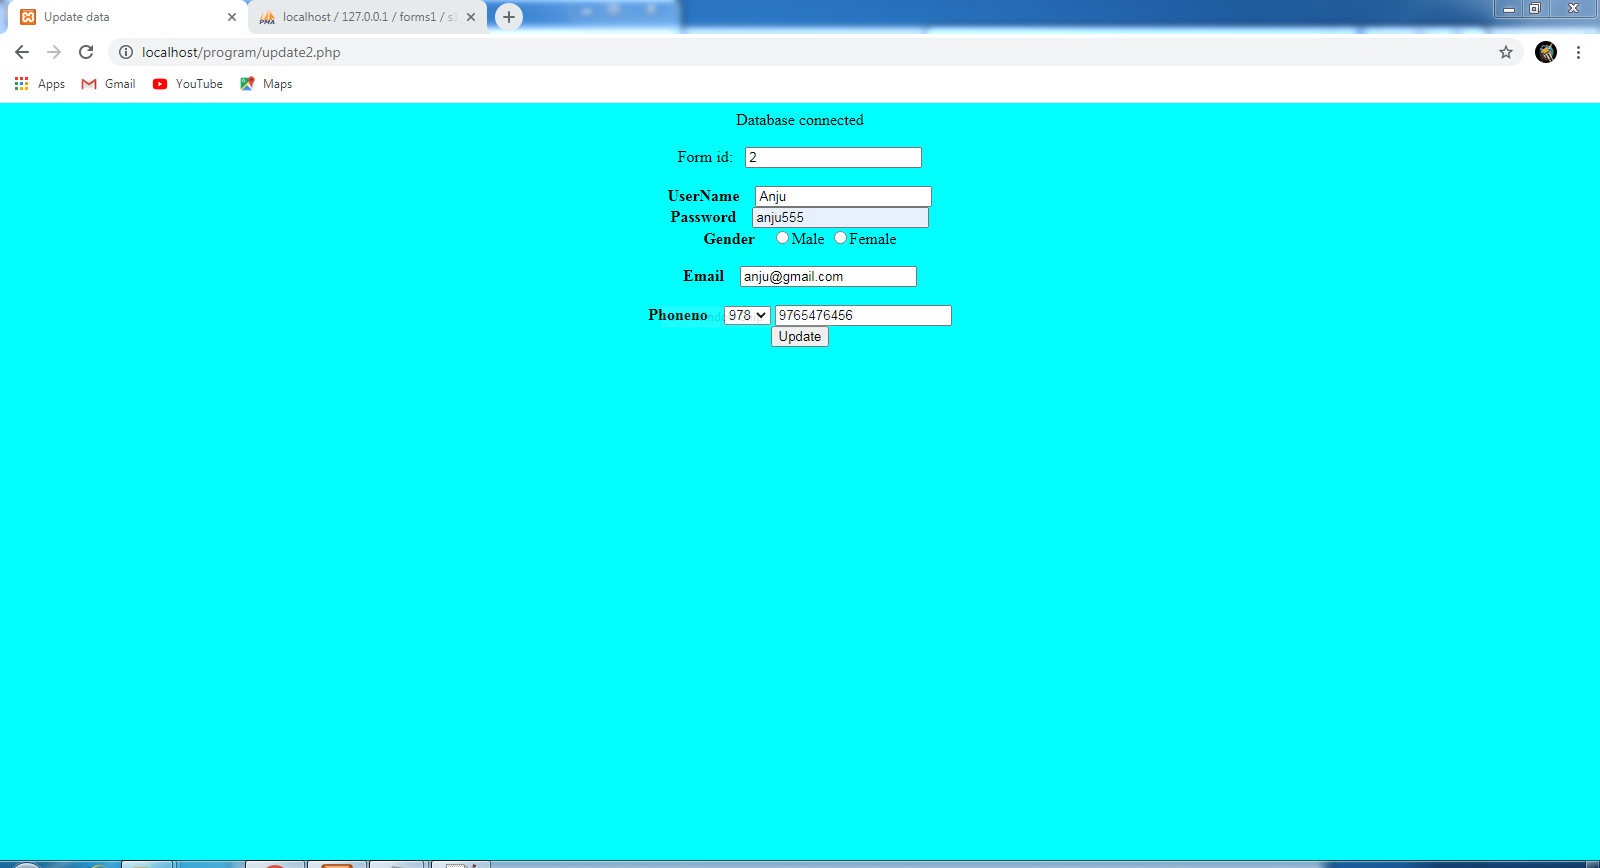 Update data
localhost / 127.0.0.1 / forms1 / s1
localhost/program/update2.php
Apps Gmail YouTube Maps
Database connected
Form id: 2
UserName Anju
Password anju555
Gender Male Female
Email anju@gmail.com
Phoneno 978 9765476456
Update